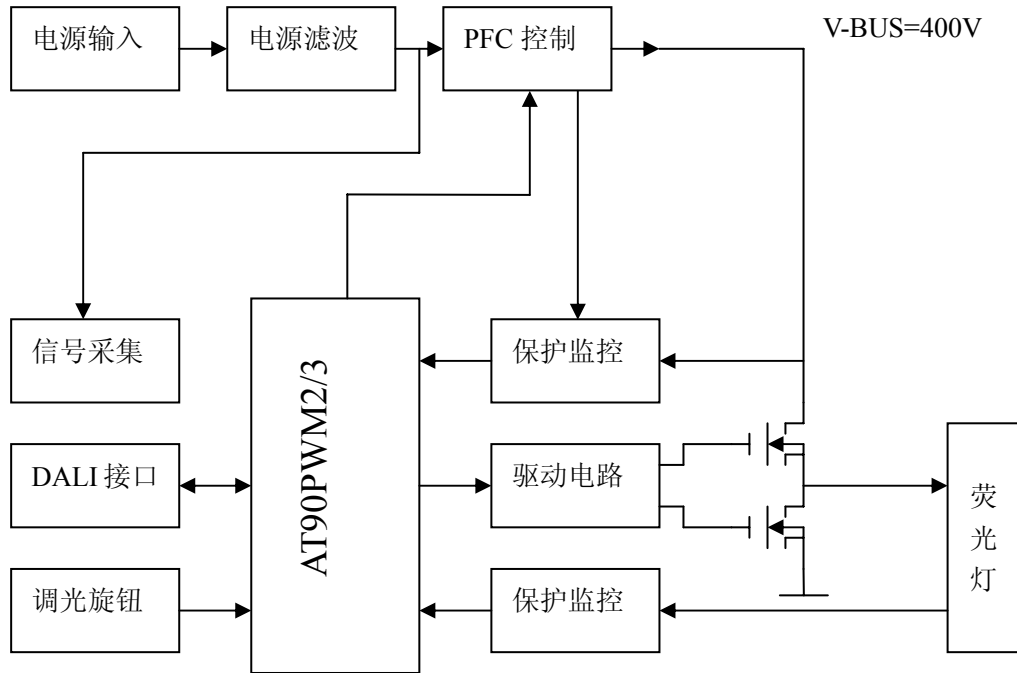 电源输入
电源滤波
PFC 控制
V-BUS=400V
信号采集
保护监控
AT90PWM2/3
DALI 接口
驱动电路
荧光灯
调光旋钮
保护监控